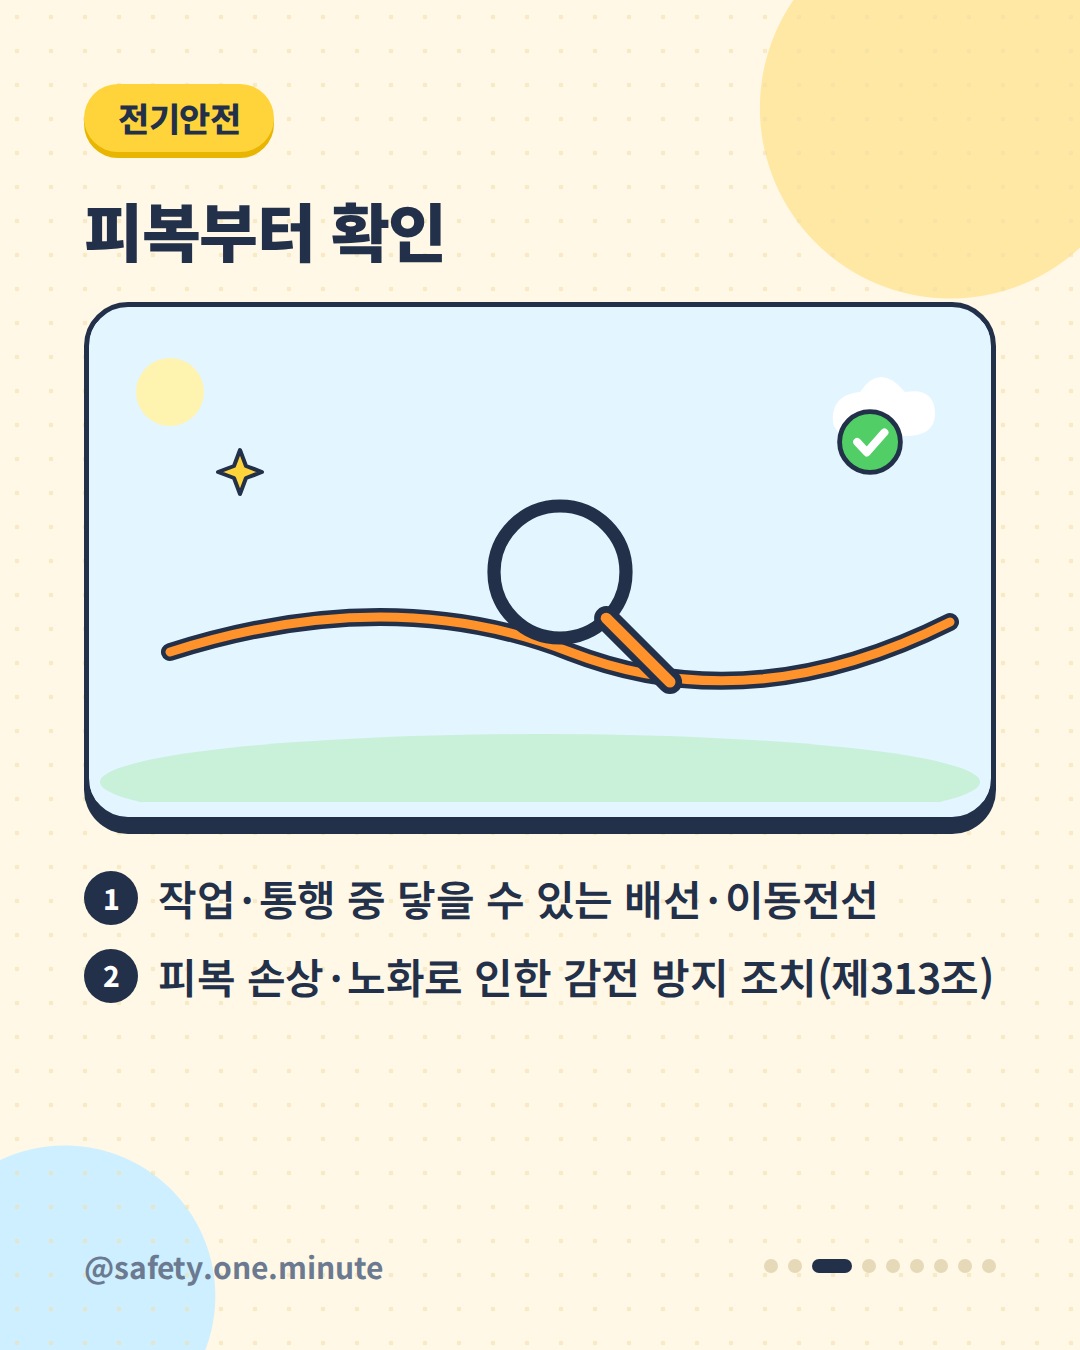 전기안전
피복부터 확인
1 작업·통행 중 닿을 수 있는 배선·이동전선
2 피복 손상·노화로 인한 감전 방지 조치(제313조)
@safety.one.minute